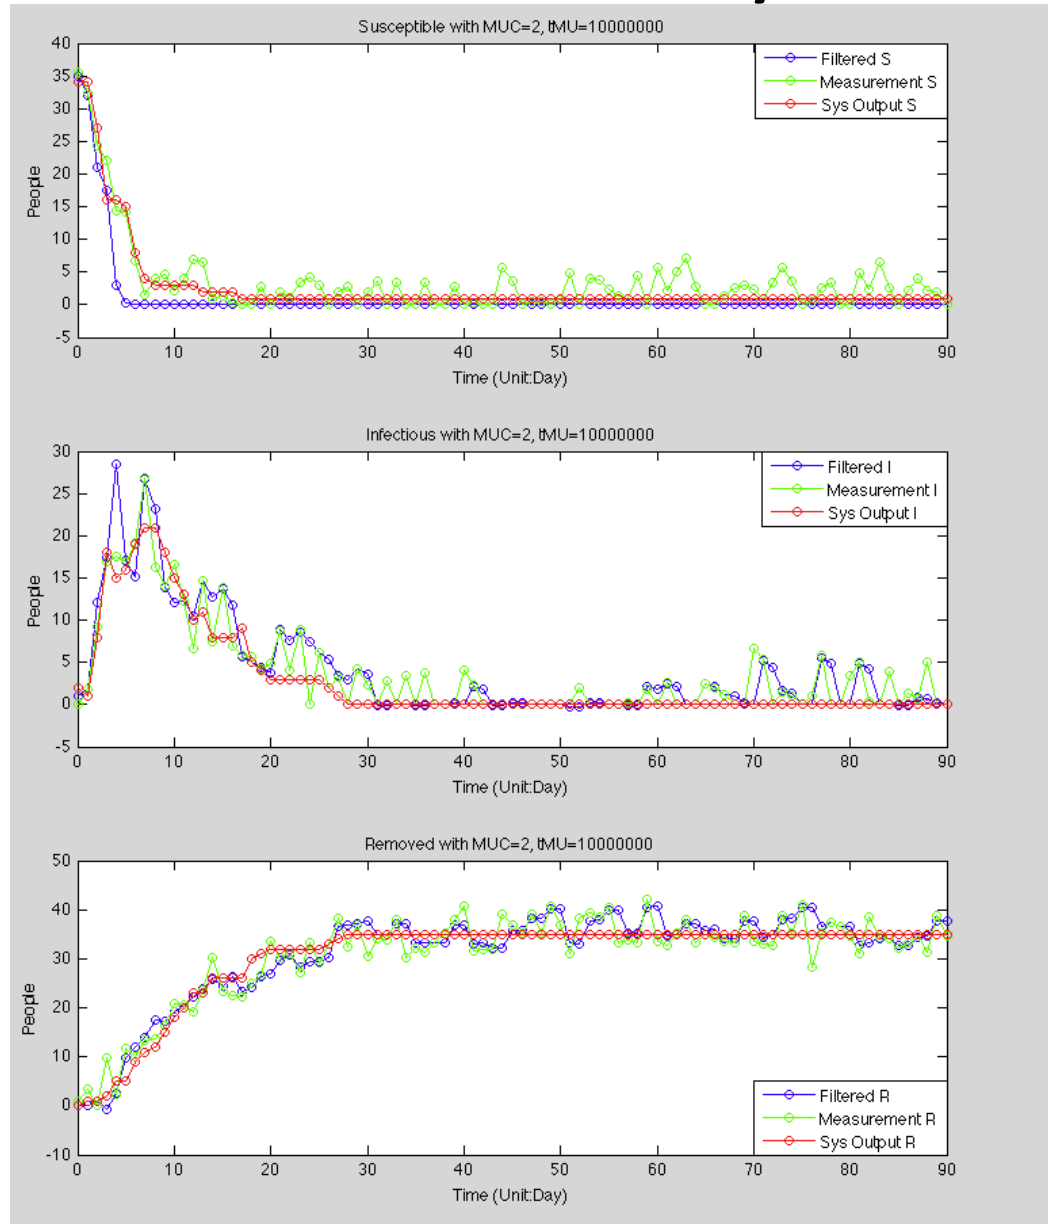 Susceptible with MUC=2, tMU=10000000
40
35
30
25
20
15
10
5
0
-5
People
Filtered S
Measurement S
Sys Output S
0 10 20 30 40 50 60 70 80 90
Time (Unit:Day)
Infectious with MUC=2, tMU=10000000
30
25
20
15
10
5
0
-5
People
Filtered I
Measurement I
Sys Output I
0 10 20 30 40 50 60 70 80 90
Time (Unit:Day)
Removed with MUC=2, tMU=10000000
50
40
30
20
10
0
-10
People
Filtered R
Measurement R
Sys Output R
0 10 20 30 40 50 60 70 80 90
Time (Unit:Day)